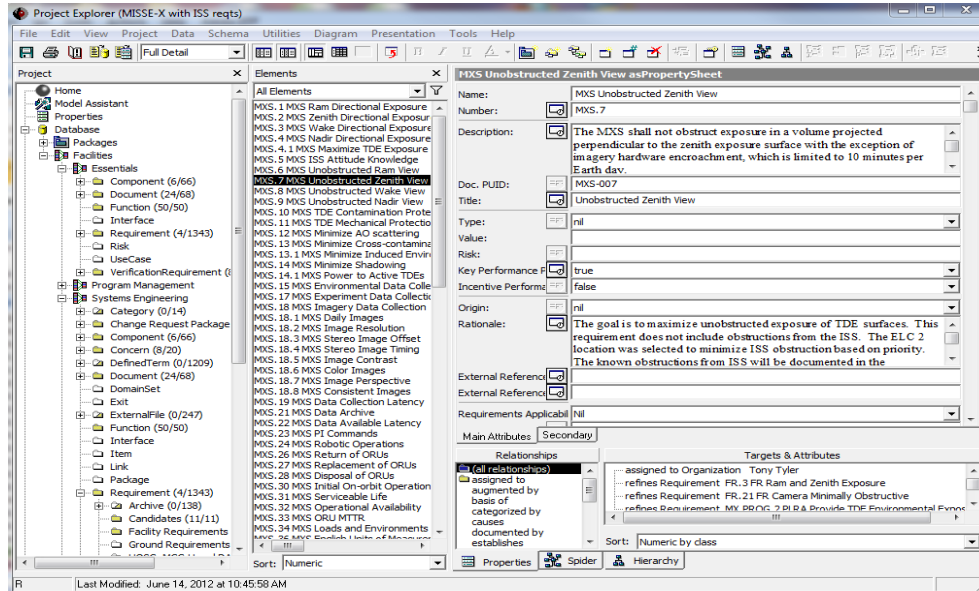 Project Explorer (MISSE-X with ISS reqts)
File Edit View Project Data Schema Utilities Diagram Presentation Tools Help
Full Detail
Project
Home
Model Assistant
Properties
Database
Packages
Facilities
Essentials
Component (6/66)
Document (24/68)
Function (50/50)
Interface
Requirement (4/1343)
Risk
UseCase
VerificationRequirement
Program Management
Systems Engineering
Category (0/14)
Change Request Package
Component (6/66)
Concern (8/20)
DefinedTerm (0/1209)
Document (24/68)
DomainSet
Exit
ExternalFile (0/247)
Function (50/50)
Interface
Item
Link
Package
Requirement (4/1343)
Archive (0/138)
Candidates (11/11)
Facility Requirements
Ground Requirements
Elements
All Elements
MXS.1 MXS Ram Directional Exposure
MXS.2 MXS Zenith Directional Exposur
MXS.3 MXS Wake Directional Exposure
MXS.4 MXS Nadir Directional Exposure
MXS.4.1 MXS Maximize TDE Exposure
MXS.5 MXS ISS Attitude Knowledge
MXS.6 MXS Unobstructed Ram View
MXS.7 MXS Unobstructed Zenith View
MXS.8 MXS Unobstructed Wake View
MXS.9 MXS Unobstructed Nadir View
MXS.10 MXS TDE Contamination Prote
MXS.11 MXS TDE Mechanical Protectio
MXS.12 MXS Minimize AO scattering
MXS.13 MXS Minimize Cross-contamina
MXS.13.1 MXS Minimize Induced Envir
MXS.14 MXS Minimize Shadowing
MXS.14.1 MXS Power to Active TDEs
MXS.15 MXS Environmental Data Colle
MXS.17 MXS Experiment Data Collectic
MXS.18 MXS Imagery Data Collection
MXS.18.1 MXS Daily Images
MXS.18.2 MXS Image Resolution
MXS.18.3 MXS Stereo Image Offset
MXS.18.4 MXS Stereo Image Timing
MXS.18.5 MXS Image Contrast
MXS.18.6 MXS Color Images
MXS.18.7 MXS Image Perspective
MXS.18.8 MXS Consistent Images
MXS.19 MXS Data Collection Latency
MXS.21 MXS Data Archive
MXS.22 MXS Data Available Latency
MXS.23 MXS PI Commands
MXS.24 MXS Robotic Operations
MXS.26 MXS Return of ORUs
MXS.27 MXS Replacement of ORUs
MXS.28 MXS Disposal of ORUs
MXS.30 MXS Initial On-orbit Operation
MXS.31 MXS Serviceable Life
MXS.32 MXS Operational Availability
MXS.33 MXS ORU MTTR
MXS.34 MXS Loads and Environments
MXS.36 MXS English Units of Measure
Sort: Numeric
MXS Unobstructed Zenith View asPropertySheet
Name: MXS Unobstructed Zenith View
Number: MXS.7
Description: The MXS shall not obstruct exposure in a volume projected
perpendicular to the zenith exposure surface with the exception of
imagery hardware encroachment, which is limited to 10 minutes per
Earth day.
Doc. PUID: MXS-007
Title: Unobstructed Zenith View
Type: nil
Value:
Risk:
Key Performance P true
Incentive Performa false
Origin: nil
Rationale: The goal is to maximize unobstructed exposure of TDE surfaces. This
requirement does not include obstructions from the ISS. The ELC 2
location was selected to minimize ISS obstruction based on priority.
The known obstructions from ISS will be documented in the
External Reference
External Reference
Requirements Applicabil Nil
Main Attributes Secondary
Relationships
(all relationships)
assigned to
augmented by
basis of
categorized by
causes
documented by
establishes
Targets & Attributes
assigned to Organization Tony Tyler
refines Requirement FR.3 FR Ram and Zenith Exposure
refines Requirement FR.21 FR Camera Minimally Obstructive
refines Requirement MX.PROG.2 PLRA Provide TDE Environmental Expos
Sort: Numeric by class
Properties Spider Hierarchy
R Last Modified: June 14, 2012 at 10:45:58 AM